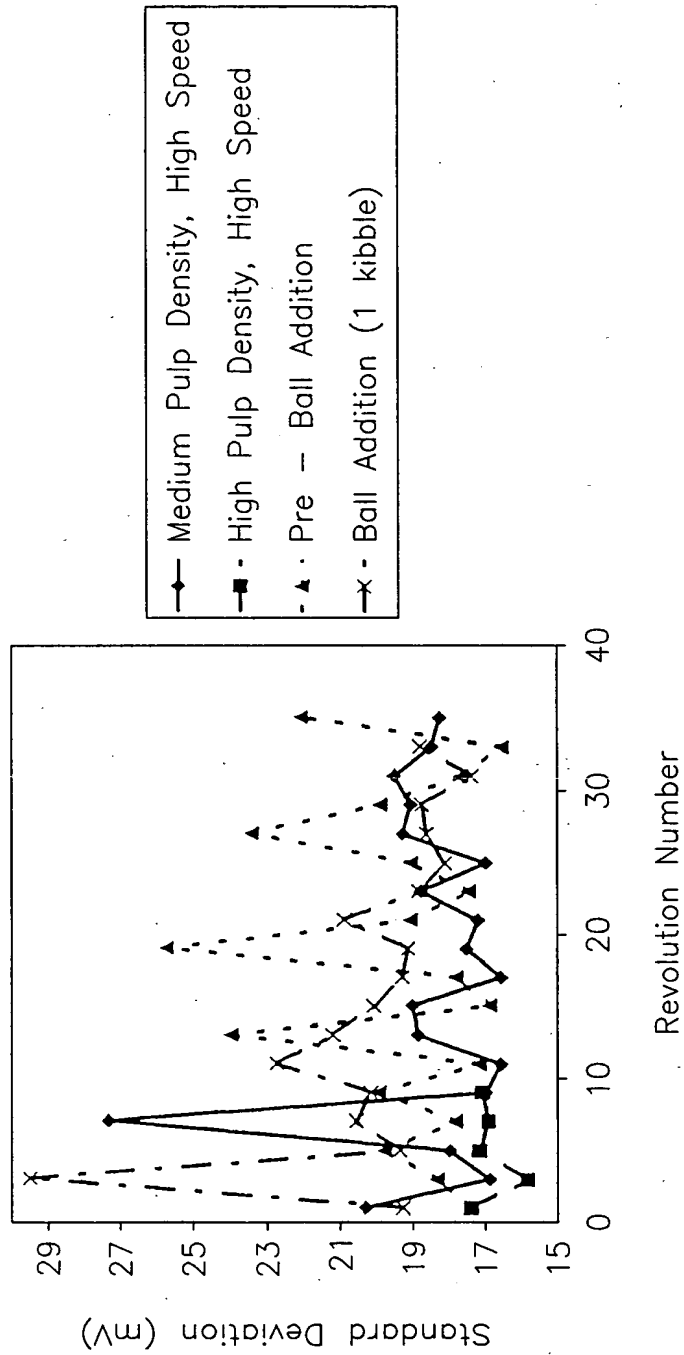 Standard Deviation (mV)
29
27
25
23
21
19
17
15
0
10
20
30
40
Revolution Number
Medium Pulp Density, High Speed
High Pulp Density, High Speed
Pre – Ball Addition
Ball Addition (1 kibble)